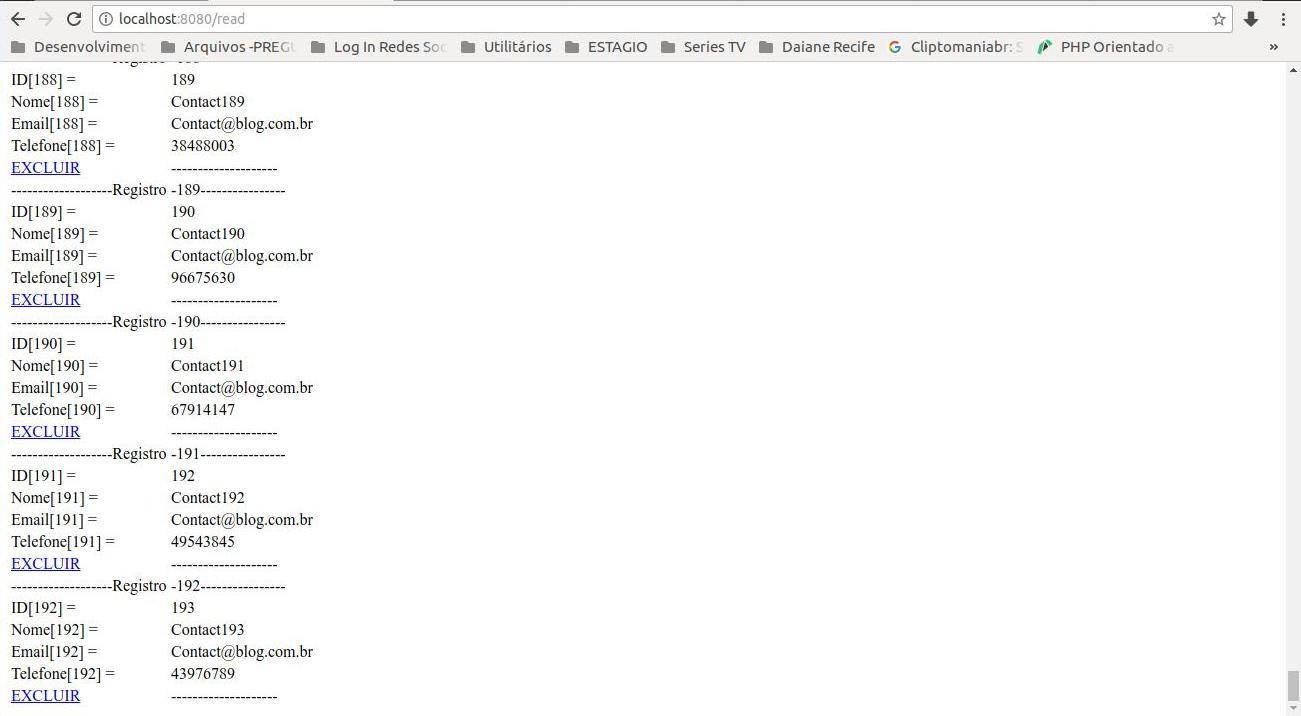 localhost:8080/read
Desenvolviment Arquivos -PREGU Log In Redes Soc Utilitários ESTAGIO Series TV Daiane Recife Cliptomaniabr: S PHP Orientado a »
ID[188] = 189
Nome[188] = Contact189
Email[188] = Contact@blog.com.br
Telefone[188] = 38488003
EXCLUIR --------------------
-------------------Registro -189----------------
ID[189] = 190
Nome[189] = Contact190
Email[189] = Contact@blog.com.br
Telefone[189] = 96675630
EXCLUIR --------------------
-------------------Registro -190----------------
ID[190] = 191
Nome[190] = Contact191
Email[190] = Contact@blog.com.br
Telefone[190] = 67914147
EXCLUIR --------------------
-------------------Registro -191----------------
ID[191] = 192
Nome[191] = Contact192
Email[191] = Contact@blog.com.br
Telefone[191] = 49543845
EXCLUIR --------------------
-------------------Registro -192----------------
ID[192] = 193
Nome[192] = Contact193
Email[192] = Contact@blog.com.br
Telefone[192] = 43976789
EXCLUIR --------------------